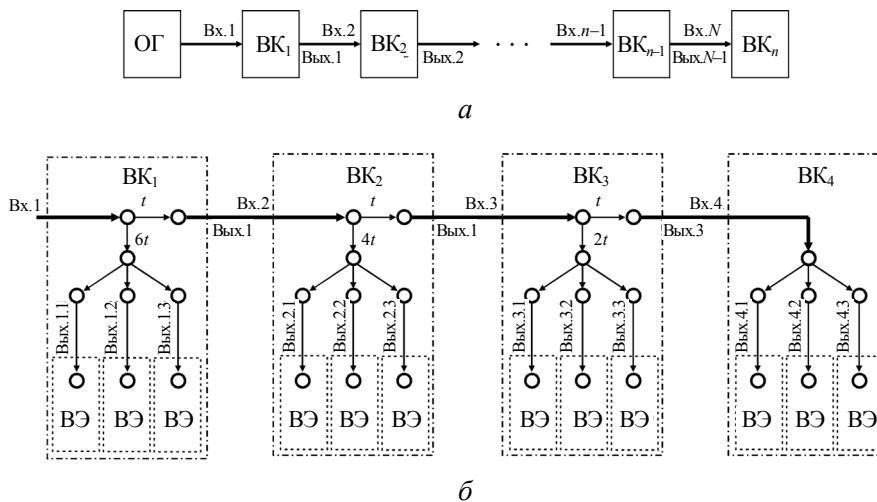 ОГ
Вх.1
ВК1
Вх.2
Вых.1
ВК2
Вых.2
. . .
Вх.n–1
ВКn–1
Вх.N
Вых.N–1
ВКn
а
ВК1
ВК2
ВК3
ВК4
Вх.1
t
Вх.2
Вых.1
t
Вх.3
Вых.1
t
Вх.4
Вых.3
6t
4t
2t
Вых.1.1
Вых.1.2
Вых.1.3
Вых.2.1
Вых.2.2
Вых.2.3
Вых.3.1
Вых.3.2
Вых.3.3
Вых.4.1
Вых.4.2
Вых.4.3
ВЭ
ВЭ
ВЭ
ВЭ
ВЭ
ВЭ
ВЭ
ВЭ
ВЭ
ВЭ
ВЭ
ВЭ
б